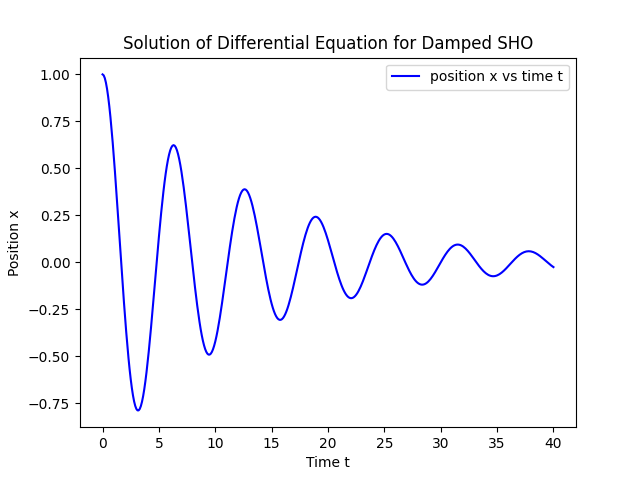 Solution of Differential Equation for Damped SHO
position x vs time t
1.00
0.75
0.50
0.25
0.00
−0.25
−0.50
−0.75
Position x
0 5 10 15 20 25 30 35 40
Time t